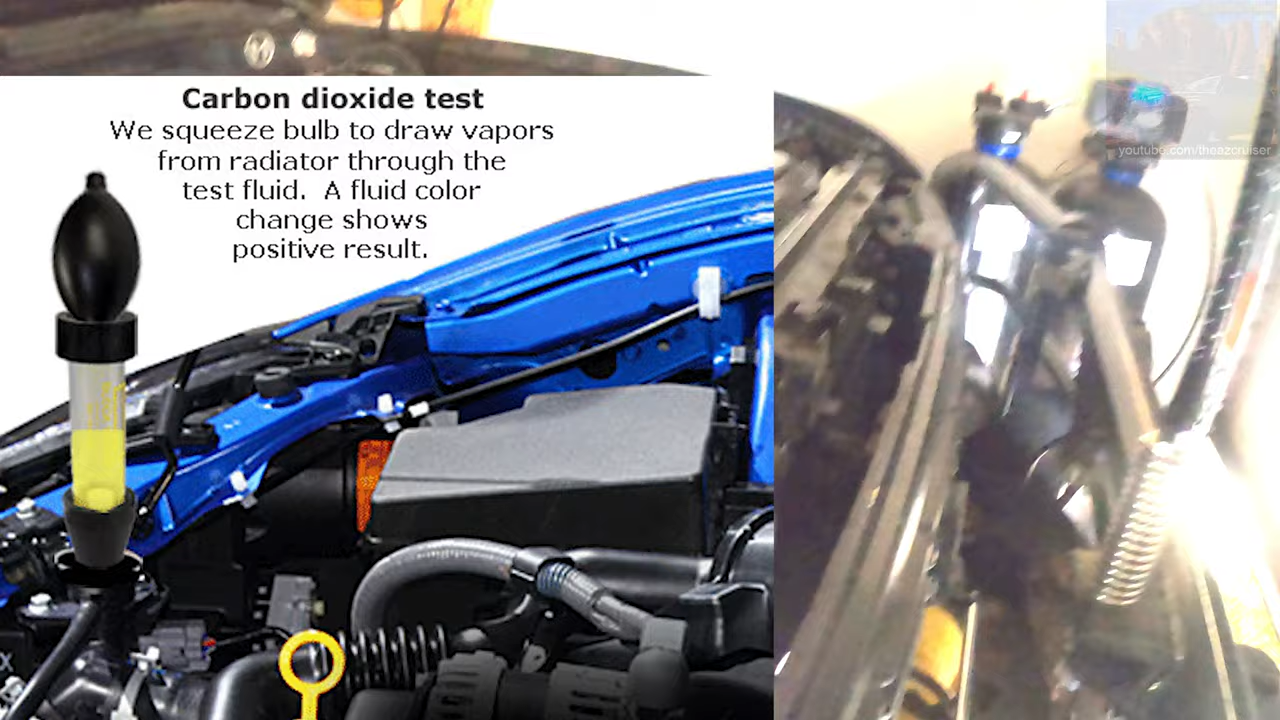 Carbon dioxide test
We squeeze bulb to draw vapors
from radiator through the
test fluid.  A fluid color
change shows
positive result.
youtube.com/theazcruiser